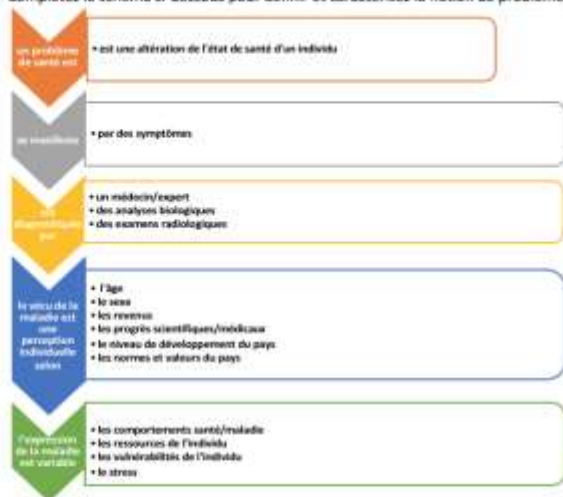 Complétez le schéma ci-dessous pour définir et caractériser la notion de problème
un problème
de santé est
• est une altération de l'état de santé d'un individu
se manifeste
• par des symptômes
est
diagnostiqué
par
• un médecin/expert
• des analyses biologiques
• des examens radiologiques
le vécu de la
maladie est
une
perception
individuelle
selon
• l'âge
• le sexe
• les revenus
• les progrès scientifiques/médicaux
• le niveau de développement du pays
• les normes et valeurs du pays
l'expression
de la maladie
est variable
• les comportements santé/maladie
• les ressources de l'individu
• les vulnérabilités de l'individu
• le stress